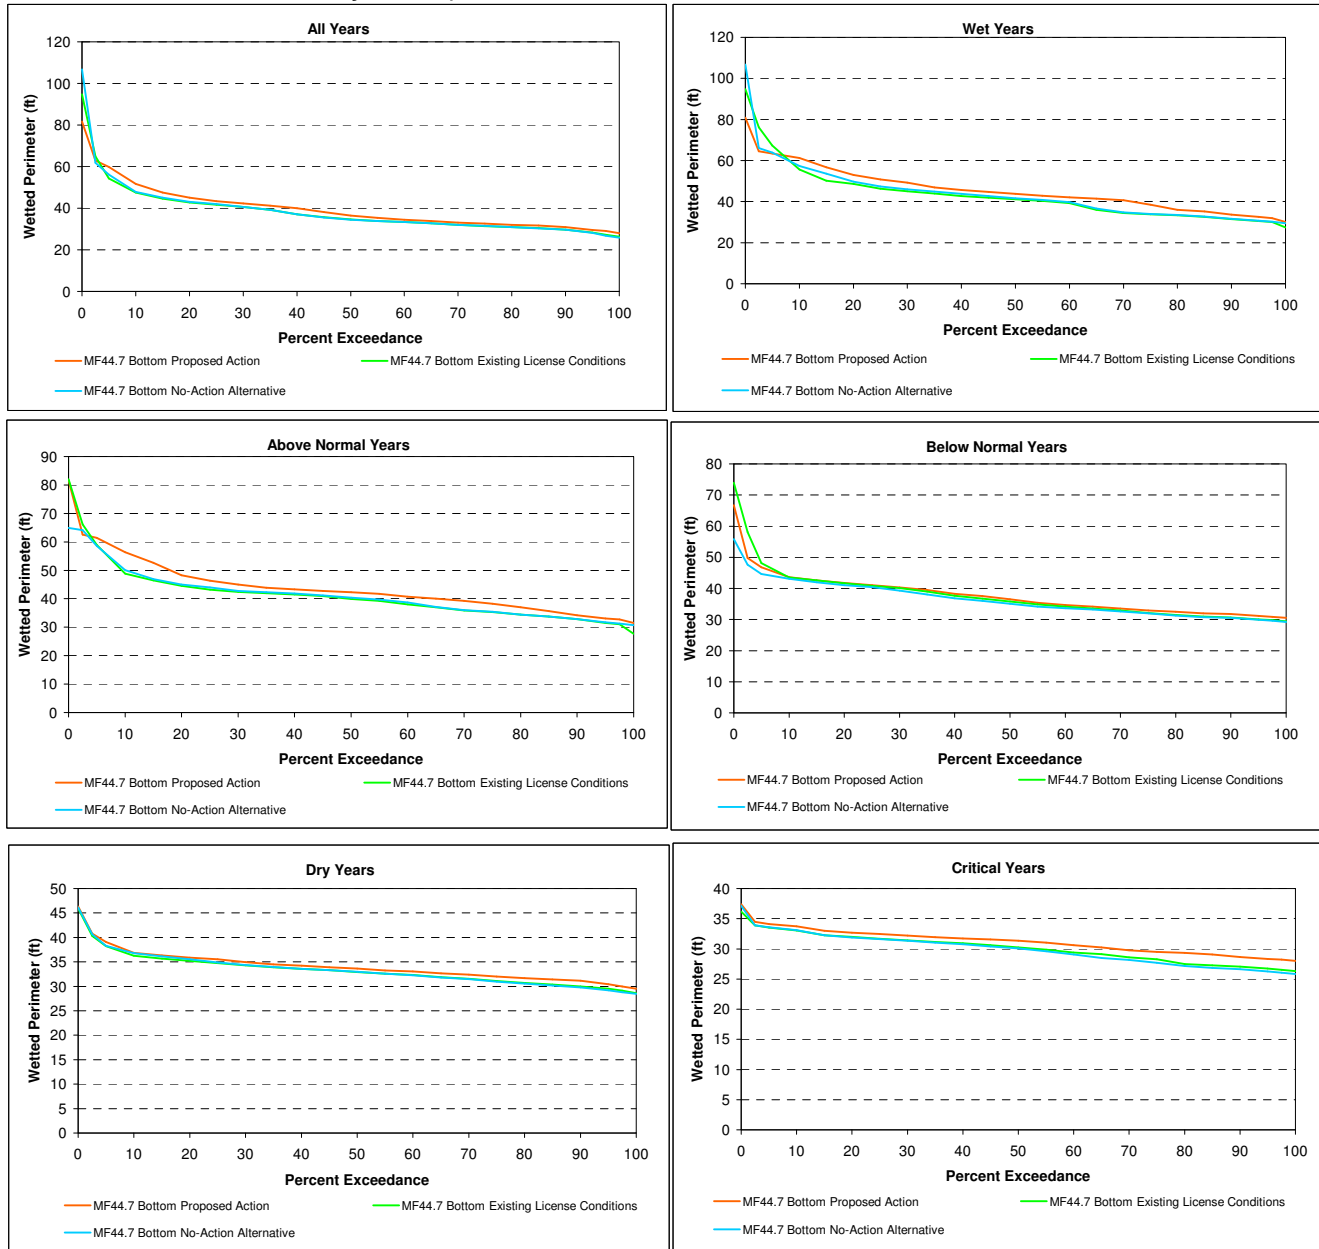 All Years
Wetted Perimeter (ft)
120
100
80
60
40
20
0
0 10 20 30 40 50 60 70 80 90 100
Percent Exceedance
MF44.7 Bottom Proposed Action
MF44.7 Bottom Existing License Conditions
MF44.7 Bottom No-Action Alternative
Wet Years
Wetted Perimeter (ft)
120
100
80
60
40
20
0
0 10 20 30 40 50 60 70 80 90 100
Percent Exceedance
MF44.7 Bottom Proposed Action
MF44.7 Bottom Existing License Conditions
MF44.7 Bottom No-Action Alternative
Above Normal Years
Wetted Perimeter (ft)
90
80
70
60
50
40
30
20
10
0
0 10 20 30 40 50 60 70 80 90 100
Percent Exceedance
MF44.7 Bottom Proposed Action
MF44.7 Bottom Existing License Conditions
MF44.7 Bottom No-Action Alternative
Below Normal Years
Wetted Perimeter (ft)
80
70
60
50
40
30
20
10
0
0 10 20 30 40 50 60 70 80 90 100
Percent Exceedance
MF44.7 Bottom Proposed Action
MF44.7 Bottom Existing License Conditions
MF44.7 Bottom No-Action Alternative
Dry Years
Wetted Perimeter (ft)
50
45
40
35
30
25
20
15
10
5
0
0 10 20 30 40 50 60 70 80 90 100
Percent Exceedance
MF44.7 Bottom Proposed Action
MF44.7 Bottom Existing License Conditions
MF44.7 Bottom No-Action Alternative
Critical Years
Wetted Perimeter (ft)
40
35
30
25
20
15
10
5
0
0 10 20 30 40 50 60 70 80 90 100
Percent Exceedance
MF44.7 Bottom Proposed Action
MF44.7 Bottom Existing License Conditions
MF44.7 Bottom No-Action Alternative